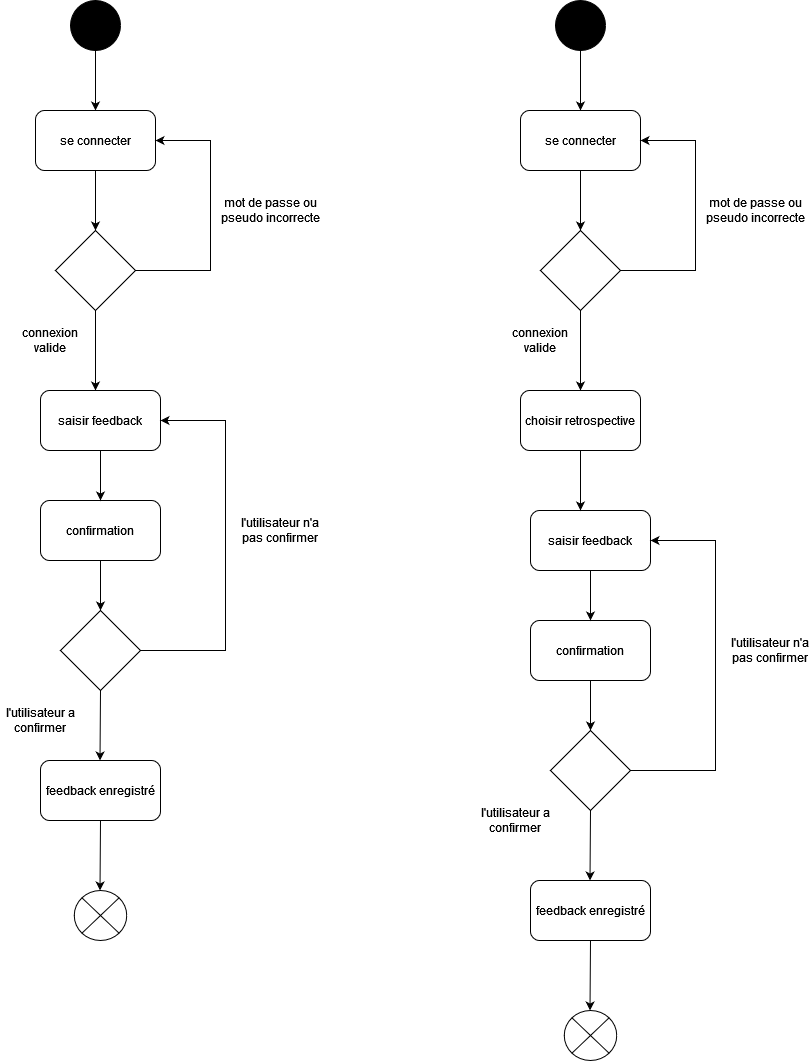 se connecter
mot de passe ou
pseudo incorrecte
connexion
valide
saisir feedback
confirmation
l'utilisateur n'a
pas confirmer
l'utilisateur a
confirmer
feedback enregistré
se connecter
mot de passe ou
pseudo incorrecte
connexion
valide
choisir retrospective
saisir feedback
confirmation
l'utilisateur n'a
pas confirmer
l'utilisateur a
confirmer
feedback enregistré